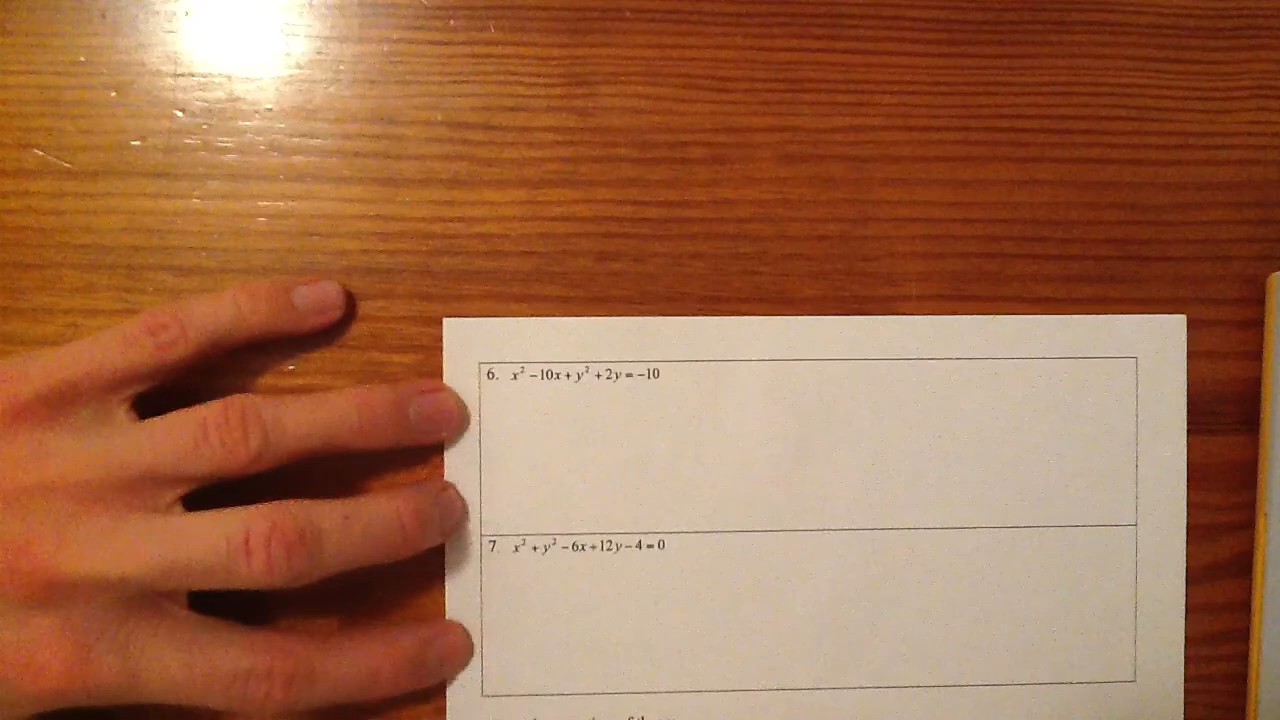 6. x² − 10x + y² + 2y = −10
7. x² + y² − 6x + 12y − 4 = 0